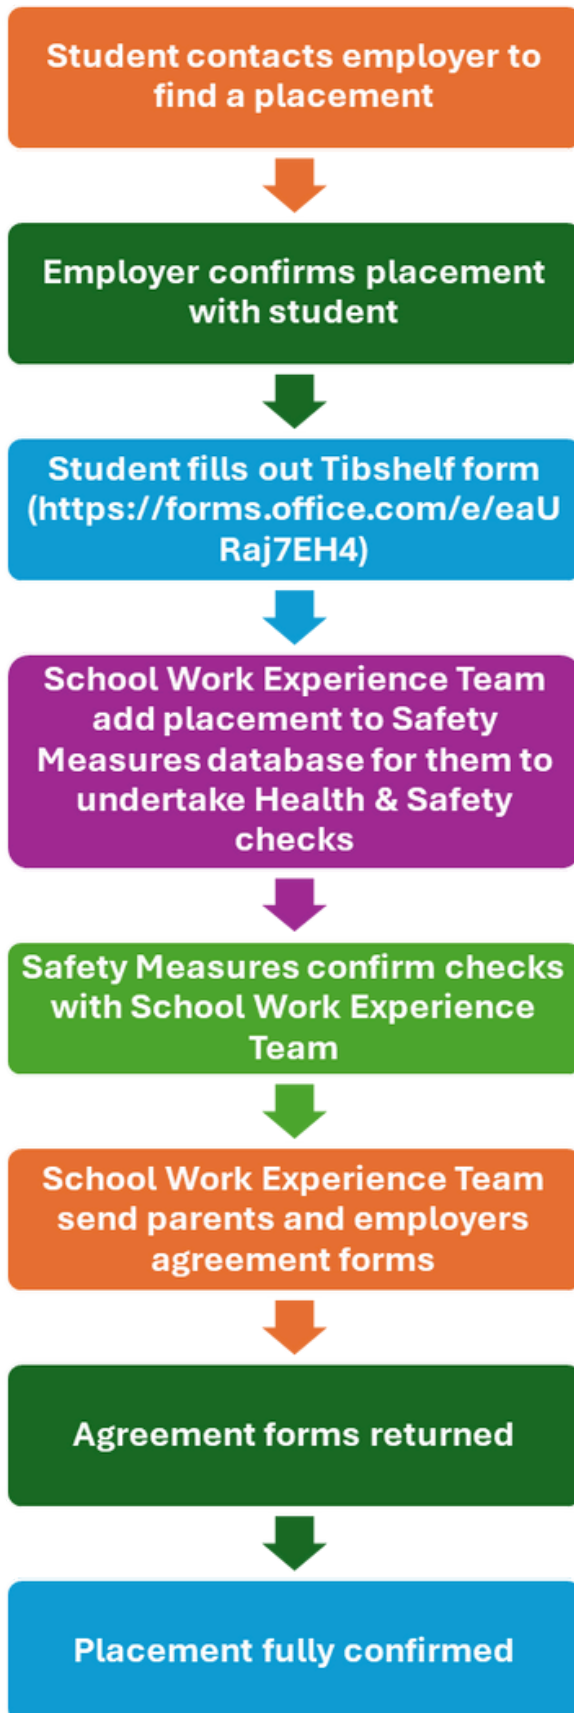 Student contacts employer to
find a placement
Employer confirms placement
with student
Student fills out Tibshelf form
(https://forms.office.com/e/eaU
Raj7EH4)
School Work Experience Team
add placement to Safety
Measures database for them to
undertake Health & Safety
checks
Safety Measures confirm checks
with School Work Experience
Team
School Work Experience Team
send parents and employers
agreement forms
Agreement forms returned
Placement fully confirmed